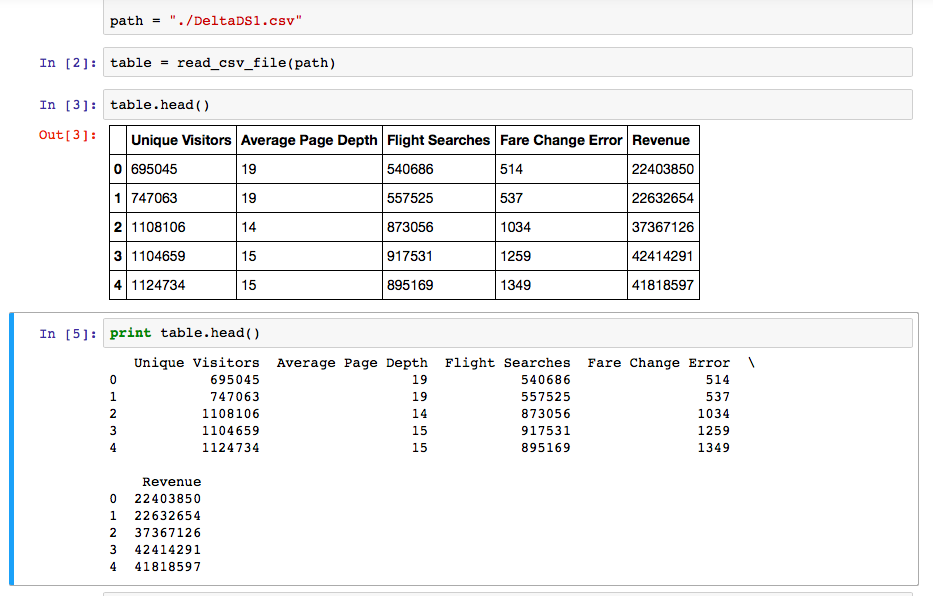 path = "./DeltaDS1.csv"
In [2]: table = read_csv_file(path)
In [3]: table.head()
Out[3]:
Unique Visitors Average Page Depth Flight Searches Fare Change Error Revenue
0 695045 19 540686 514 22403850
1 747063 19 557525 537 22632654
2 1108106 14 873056 1034 37367126
3 1104659 15 917531 1259 42414291
4 1124734 15 895169 1349 41818597
In [5]: print table.head()
Unique Visitors Average Page Depth Flight Searches Fare Change Error \
0 695045 19 540686 514
1 747063 19 557525 537
2 1108106 14 873056 1034
3 1104659 15 917531 1259
4 1124734 15 895169 1349
Revenue
0 22403850
1 22632654
2 37367126
3 42414291
4 41818597